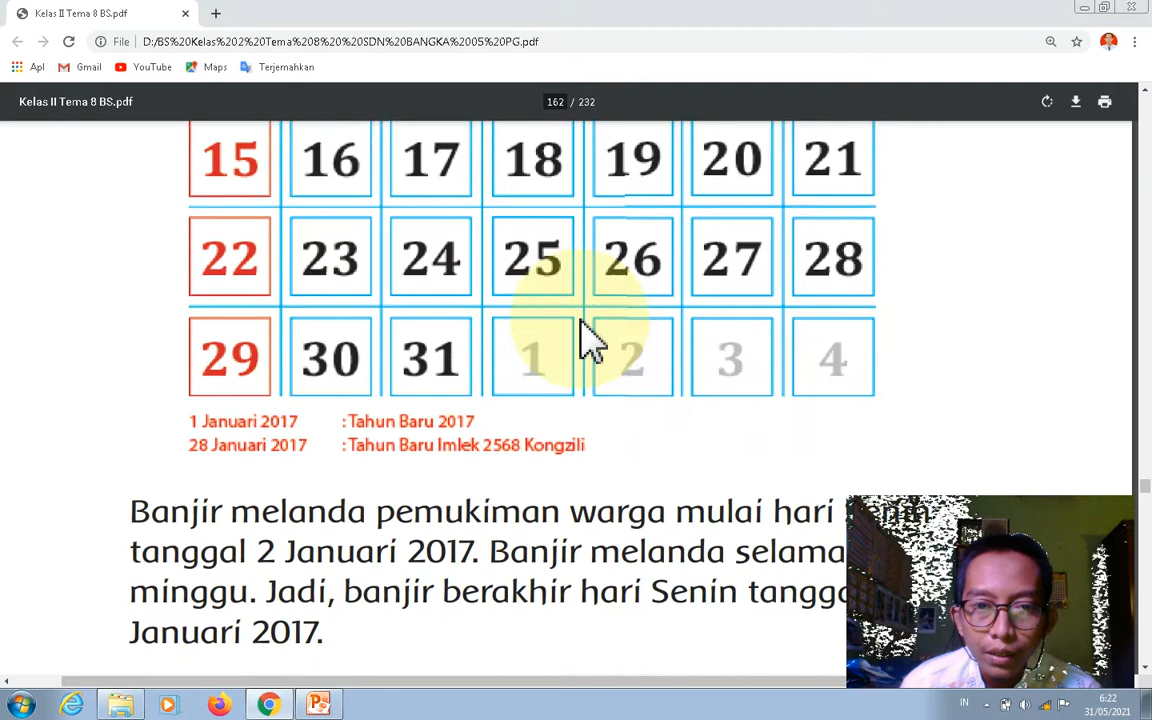 Kelas II Tema 8 BS.pdf
File D:/BS%20Kelas%202%20Tema%208%20%20SDN%20BANGKA%2005%20PG.pdf
Apl Gmail YouTube Maps Terjemahkan
Kelas II Tema 8 BS.pdf 162 / 232
15 16 17 18 19 20 21
22 23 24 25 26 27 28
29 30 31 1 2 3 4
1 Januari 2017 : Tahun Baru 2017
28 Januari 2017 : Tahun Baru Imlek 2568 Kongzili
Banjir melanda pemukiman warga mulai hari
tanggal 2 Januari 2017. Banjir melanda selama
minggu. Jadi, banjir berakhir hari Senin
Januari 2017.
IN 6:22
31/05/2021